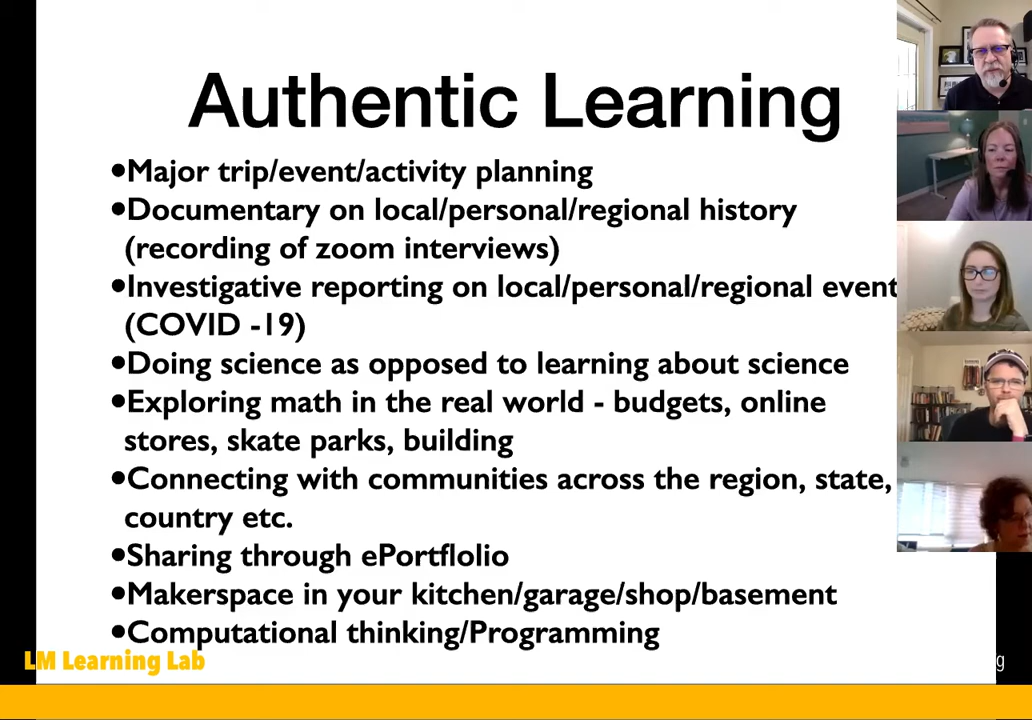 Authentic Learning
•Major trip/event/activity planning
•Documentary on local/personal/regional history
(recording of zoom interviews)
•Investigative reporting on local/personal/regional event
(COVID -19)
•Doing science as opposed to learning about science
•Exploring math in the real world - budgets, online
stores, skate parks, building
•Connecting with communities across the region, state,
country etc.
•Sharing through ePortflolio
•Makerspace in your kitchen/garage/shop/basement
•Computational thinking/Programming
LM Learning Lab
g